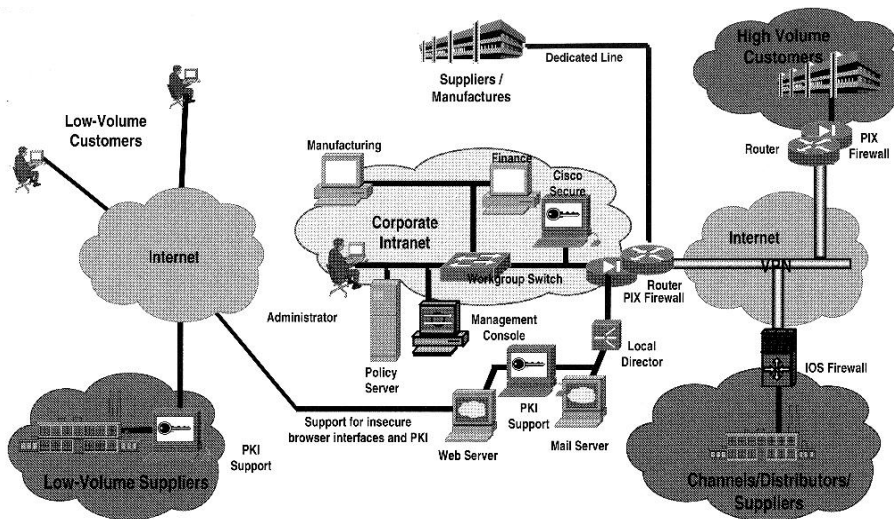 High Volume
Customers
Dedicated Line
Suppliers /
Manufactures
Low-Volume
Customers
Manufacturing
Finance
Cisco
Secure
Router
PIX
Firewall
Corporate
Intranet
Internet
Internet
VPN
Workgroup Switch
Router
PIX Firewall
Administrator
Management
Console
Local
Director
Policy
Server
IOS Firewall
PKI
Support
Support for insecure
browser interfaces and PKI
Web Server
PKI
Support
Mail Server
Low-Volume Suppliers
Channels/Distributors/
Suppliers